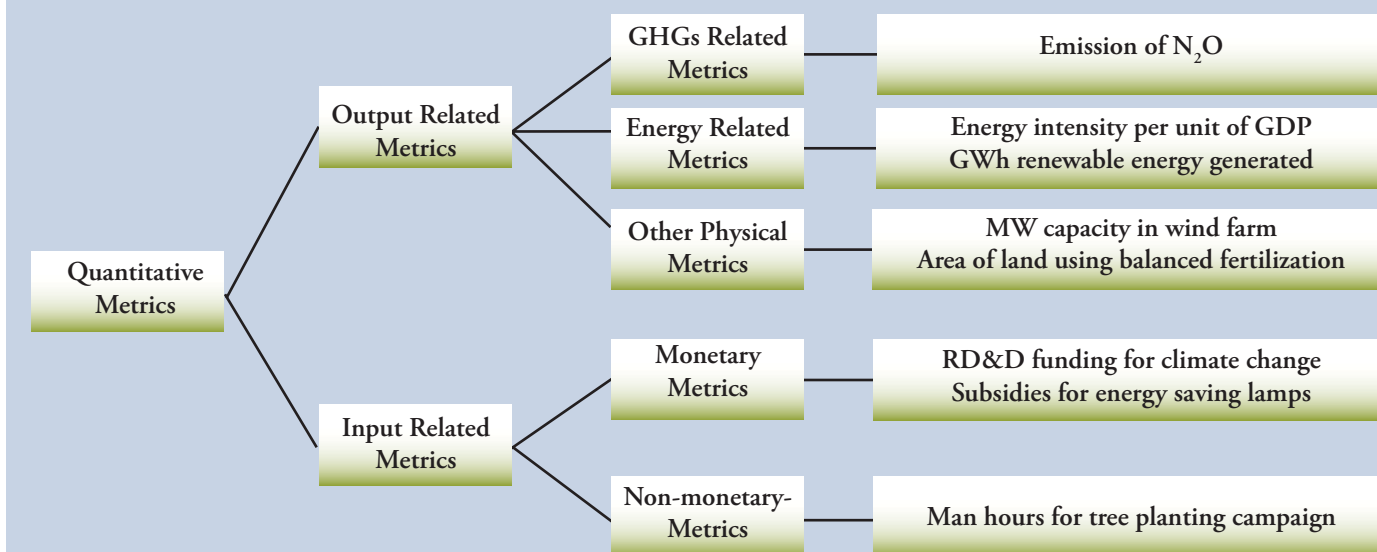 Quantitative
Metrics
Output Related
Metrics
GHGs Related
Metrics
Emission of N₂O
Energy Related
Metrics
Energy intensity per unit of GDP
GWh renewable energy generated
Other Physical
Metrics
MW capacity in wind farm
Area of land using balanced fertilization
Input Related
Metrics
Monetary
Metrics
RD&D funding for climate change
Subsidies for energy saving lamps
Non-monetary-
Metrics
Man hours for tree planting campaign